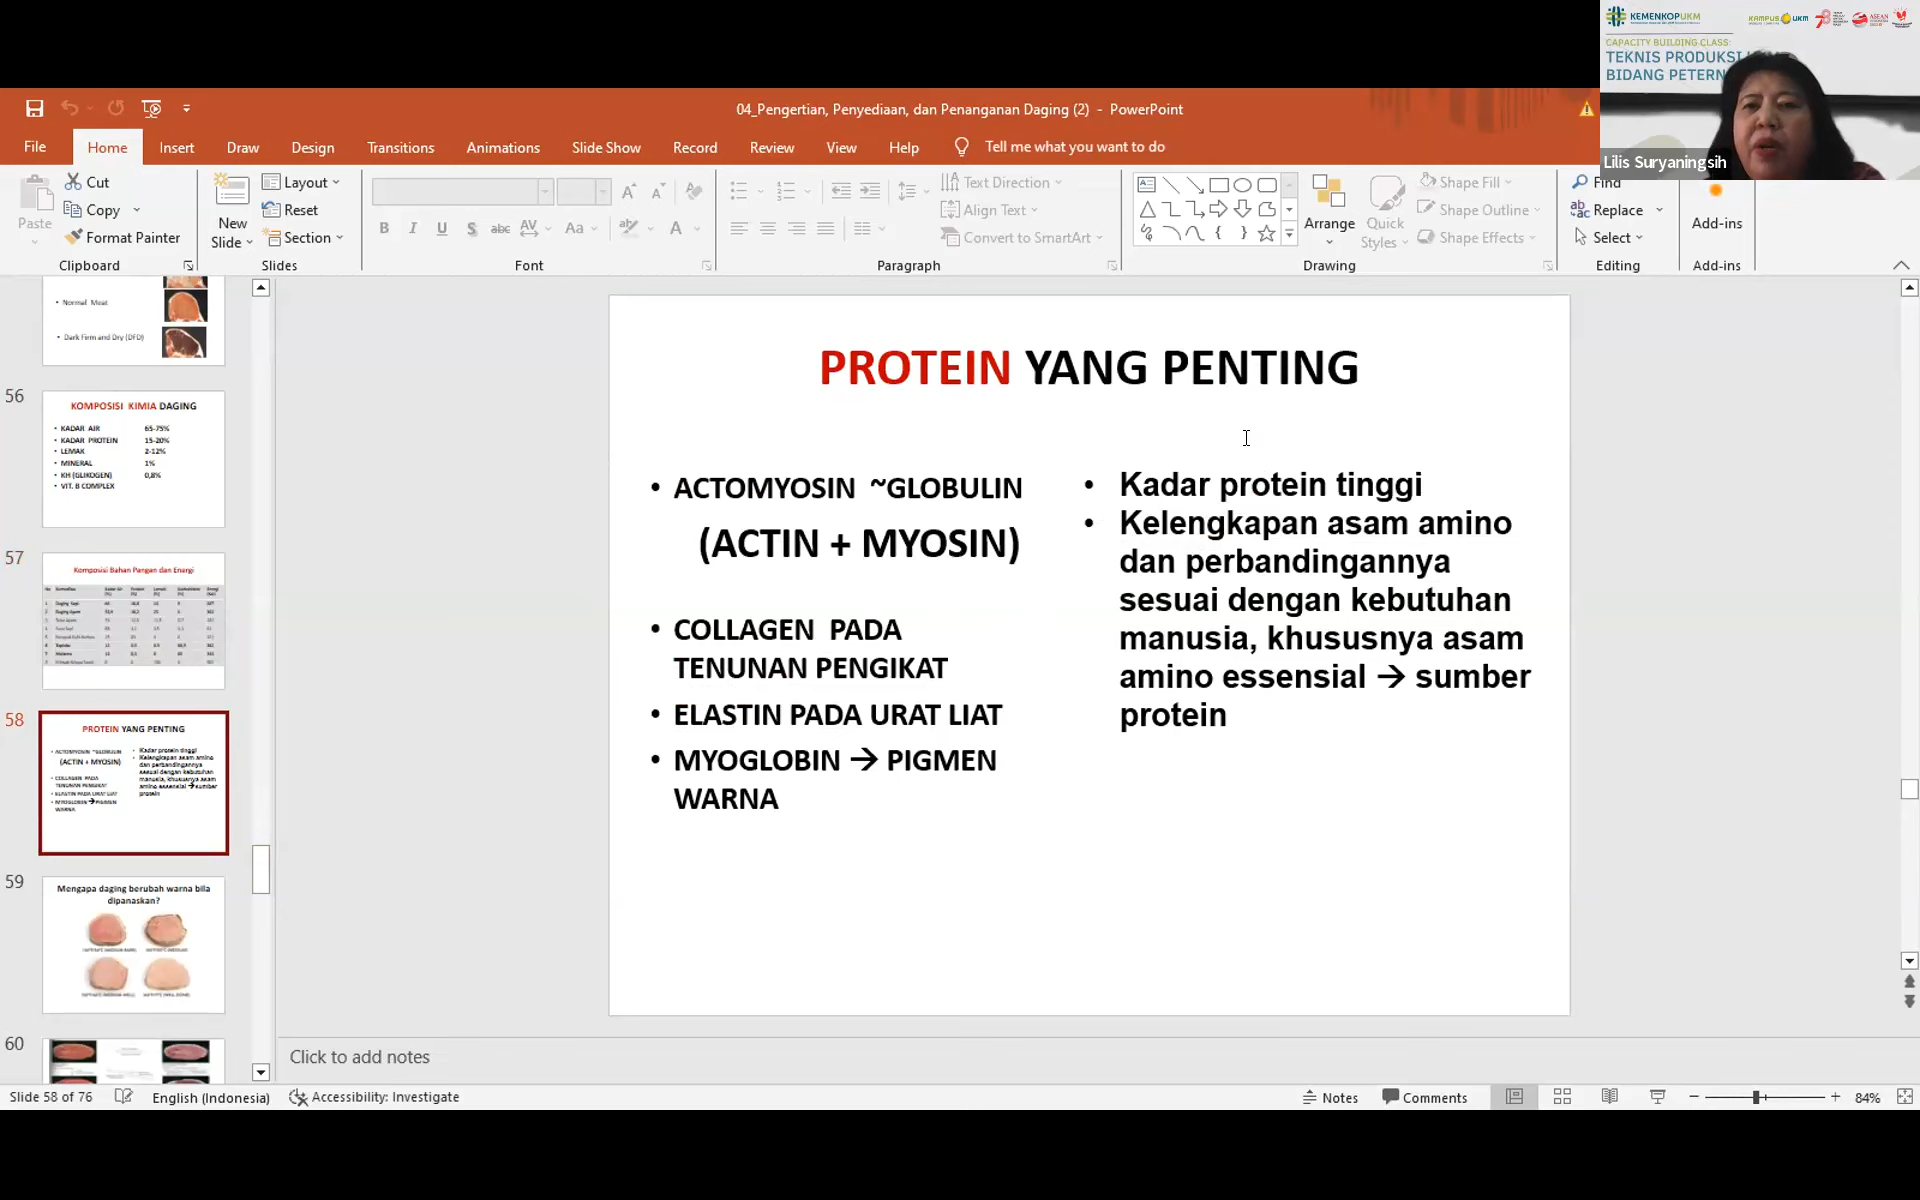 KEMENKOPUKM
KAMPUS UKM
ASEAN
CAPACITY BUILDING CLASS:
TEKNIS PRODUKSI
BIDANG PETERN
Lilis Suryaningsih
04_Pengertian, Penyediaan, dan Penanganan Daging (2) - PowerPoint
File Home Insert Draw Design Transitions Animations Slide Show Record Review View Help Tell me what you want to do
Paste
Cut
Copy
Format Painter
Clipboard
New
Slide
Layout
Reset
Section
Slides
B I U S abc AV Aa A
Font
Text Direction
Align Text
Convert to SmartArt
Paragraph
Arrange
Quick
Styles
Shape Fill
Shape Outline
Shape Effects
Drawing
Find
Replace
Select
Editing
Add-ins
Add-ins
• Normal Meat
• Dark Firm and Dry (DFD)
56
KOMPOSISI KIMIA DAGING
• KADAR AIR 65-75%
• KADAR PROTEIN 15-20%
• LEMAK 2-12%
• MINERAL 1%
• KH (GLIKOGEN) 0,8%
• VIT. B COMPLEX
57
Komposisi Bahan Pangan dan Energi
58
PROTEIN YANG PENTING
• ACTOMYOSIN ~GLOBULIN
(ACTIN + MYOSIN)
• COLLAGEN PADA
TENUNAN PENGIKAT
• ELASTIN PADA URAT LIAT
• MYOGLOBIN → PIGMEN
WARNA
• Kadar protein tinggi
• Kelengkapan asam amino
dan perbandingannya
sesuai dengan kebutuhan
manusia, khususnya asam
amino essensial → sumber
protein
59
Mengapa daging berubah warna bila
dipanaskan?
60
PROTEIN YANG PENTING
• ACTOMYOSIN ~GLOBULIN
(ACTIN + MYOSIN)
• COLLAGEN PADA
TENUNAN PENGIKAT
• ELASTIN PADA URAT LIAT
• MYOGLOBIN → PIGMEN
WARNA
• Kadar protein tinggi
• Kelengkapan asam amino
dan perbandingannya
sesuai dengan kebutuhan
manusia, khususnya asam
amino essensial → sumber
protein
Click to add notes
Slide 58 of 76 English (Indonesia) Accessibility: Investigate Notes Comments 84%